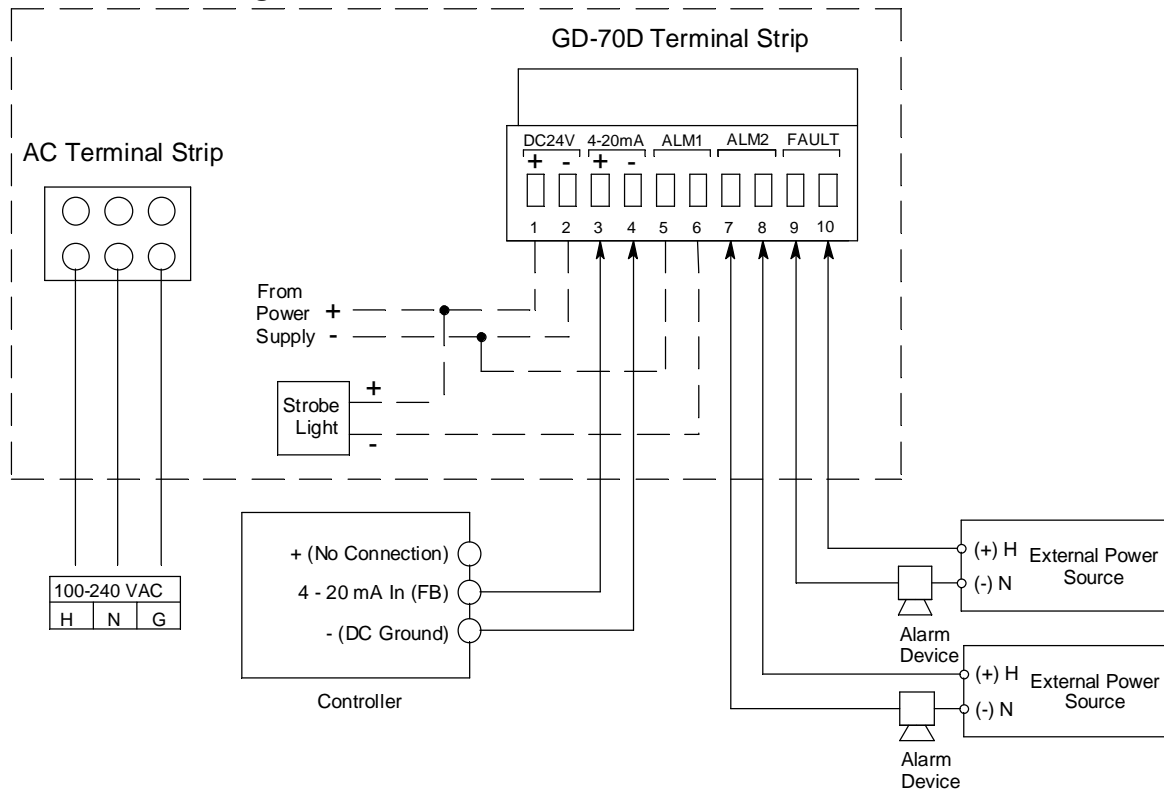 GD-70D Terminal Strip
AC Terminal Strip
DC24V 4-20mA ALM1 ALM2 FAULT
+ - + -
1 2 3 4 5 6 7 8 9 10
From
Power +
Supply -
+
Strobe
Light
-
+ (No Connection)
4 - 20 mA In (FB)
- (DC Ground)
Controller
100-240 VAC
H N G
(+) H
(-) N
External Power
Source
Alarm
Device
(+) H
(-) N
External Power
Source
Alarm
Device